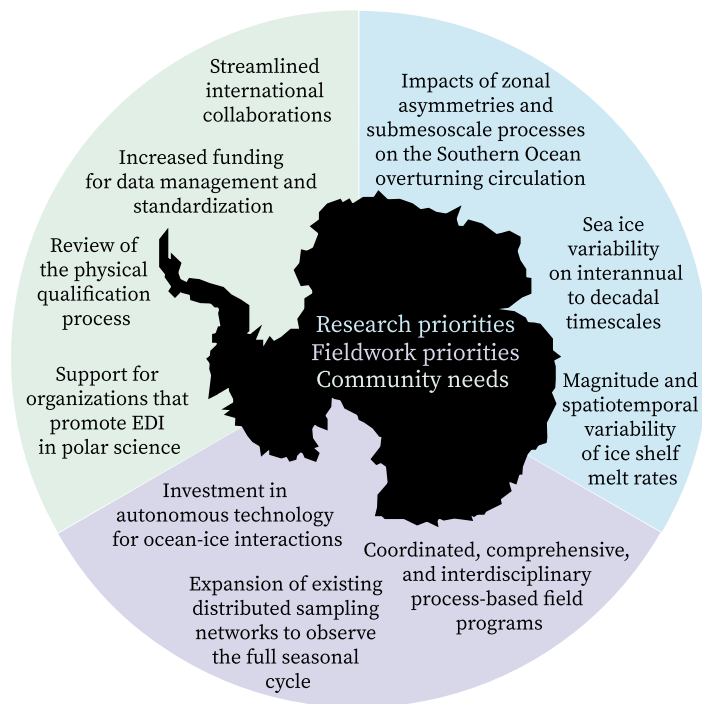 Streamlined
international
collaborations
Increased funding
for data management and
standardization
Review of
the physical
qualification
process
Support for
organizations that
promote EDI
in polar science
Impacts of zonal
asymmetries and
submesoscale processes
on the Southern Ocean
overturning circulation
Sea ice
variability
on interannual
to decadal
timescales
Magnitude and
spatiotemporal
variability
of ice shelf
melt rates
Research priorities
Fieldwork priorities
Community needs
Investment in
autonomous technology
for ocean-ice interactions
Expansion of existing
distributed sampling
networks to observe
the full seasonal
cycle
Coordinated, comprehensive,
and interdisciplinary
process-based field
programs